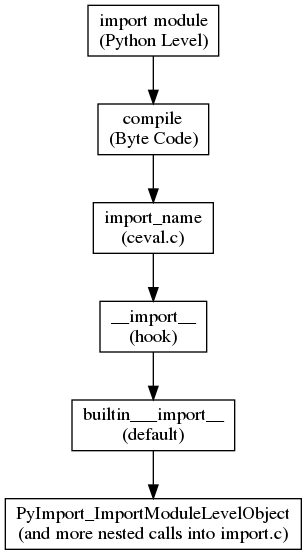 import module
(Python Level)
compile
(Byte Code)
import_name
(ceval.c)
__import__
(hook)
builtin___import__
(default)
PyImport_ImportModuleLevelObject
(and more nested calls into import.c)